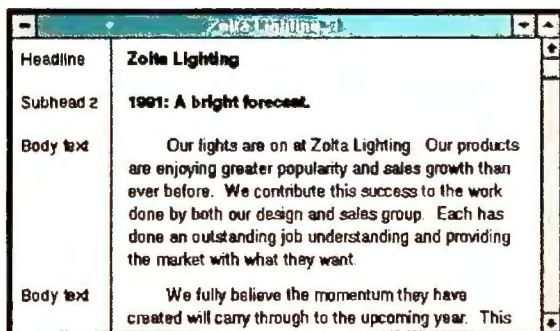 Headline Zolta Lighting
Subhead 2 1991: A bright forecast.
Body text Our lights are on at Zolta Lighting. Our products
are enjoying greater popularity and sales growth than
ever before. We contribute this success to the work
done by both our design and sales group. Each has
done an outstanding job understanding and providing
the market with what they want.
Body text We fully believe the momentum they have
created will carry through to the upcoming year. This